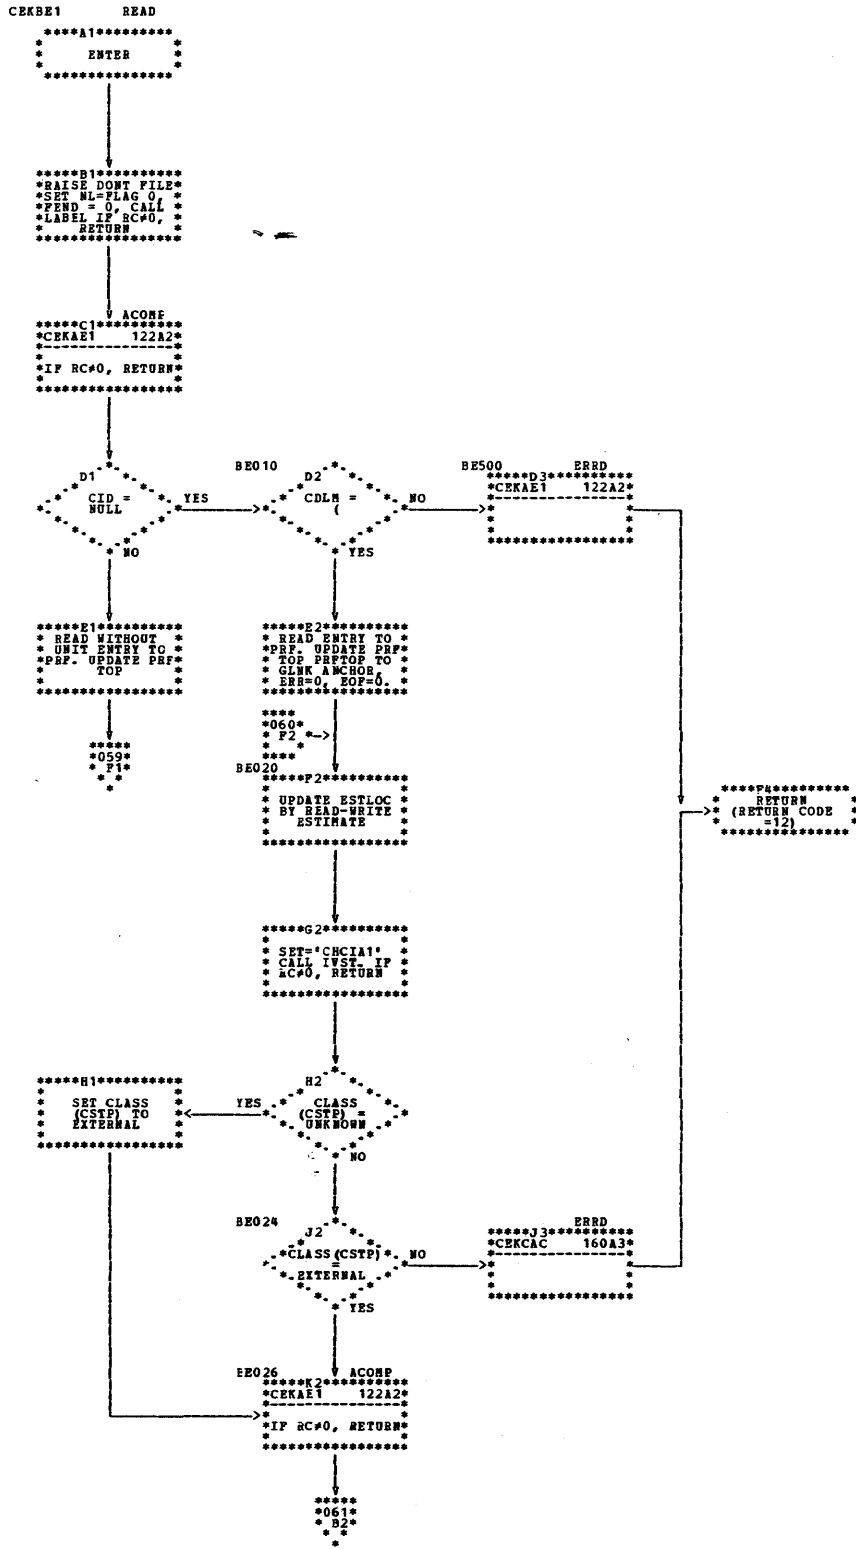 CEKBE1 READ
A1
ENTER
B1
RAISE DONT FILE
SET NL=FLAG 0,
FEND = 0, CALL
LABEL IF RC≠0,
RETURN
ACOMP
C1
CEKAE1 122A2
IF RC≠0, RETURN
D1
CID =
NULL
YES
NO
BE010
D2
CDLM =
(
NO
YES
BE500 ERRD
D3
CEKAE1 122A2
E1
READ WITHOUT
UNIT ENTRY TO
PRF. UPDATE PRF
TOP
E2
READ ENTRY TO
PRF. UPDATE PRF
TOP PRFTOP TO
GLNK ANCHOR,
ERR=0, EOF=0.
059
F1
060
F2
BE020
F2
UPDATE ESTLOC
BY READ-WRITE
ESTIMATE
F4
RETURN
(RETURN CODE
=12)
G2
SET='CHCIA1'
CALL IVST. IF
RC≠0, RETURN
H1
SET CLASS
(CSTP) TO
EXTERNAL
H2
CLASS
(CSTP) =
UNKNOWN
YES
NO
BE024
J2
CLASS(CSTP)
=
EXTERNAL
NO
YES
ERRD
J3
CEKCAC 160A3
BE026 ACOMP
K2
CEKAE1 122A2
IF RC≠0, RETURN
061
B2